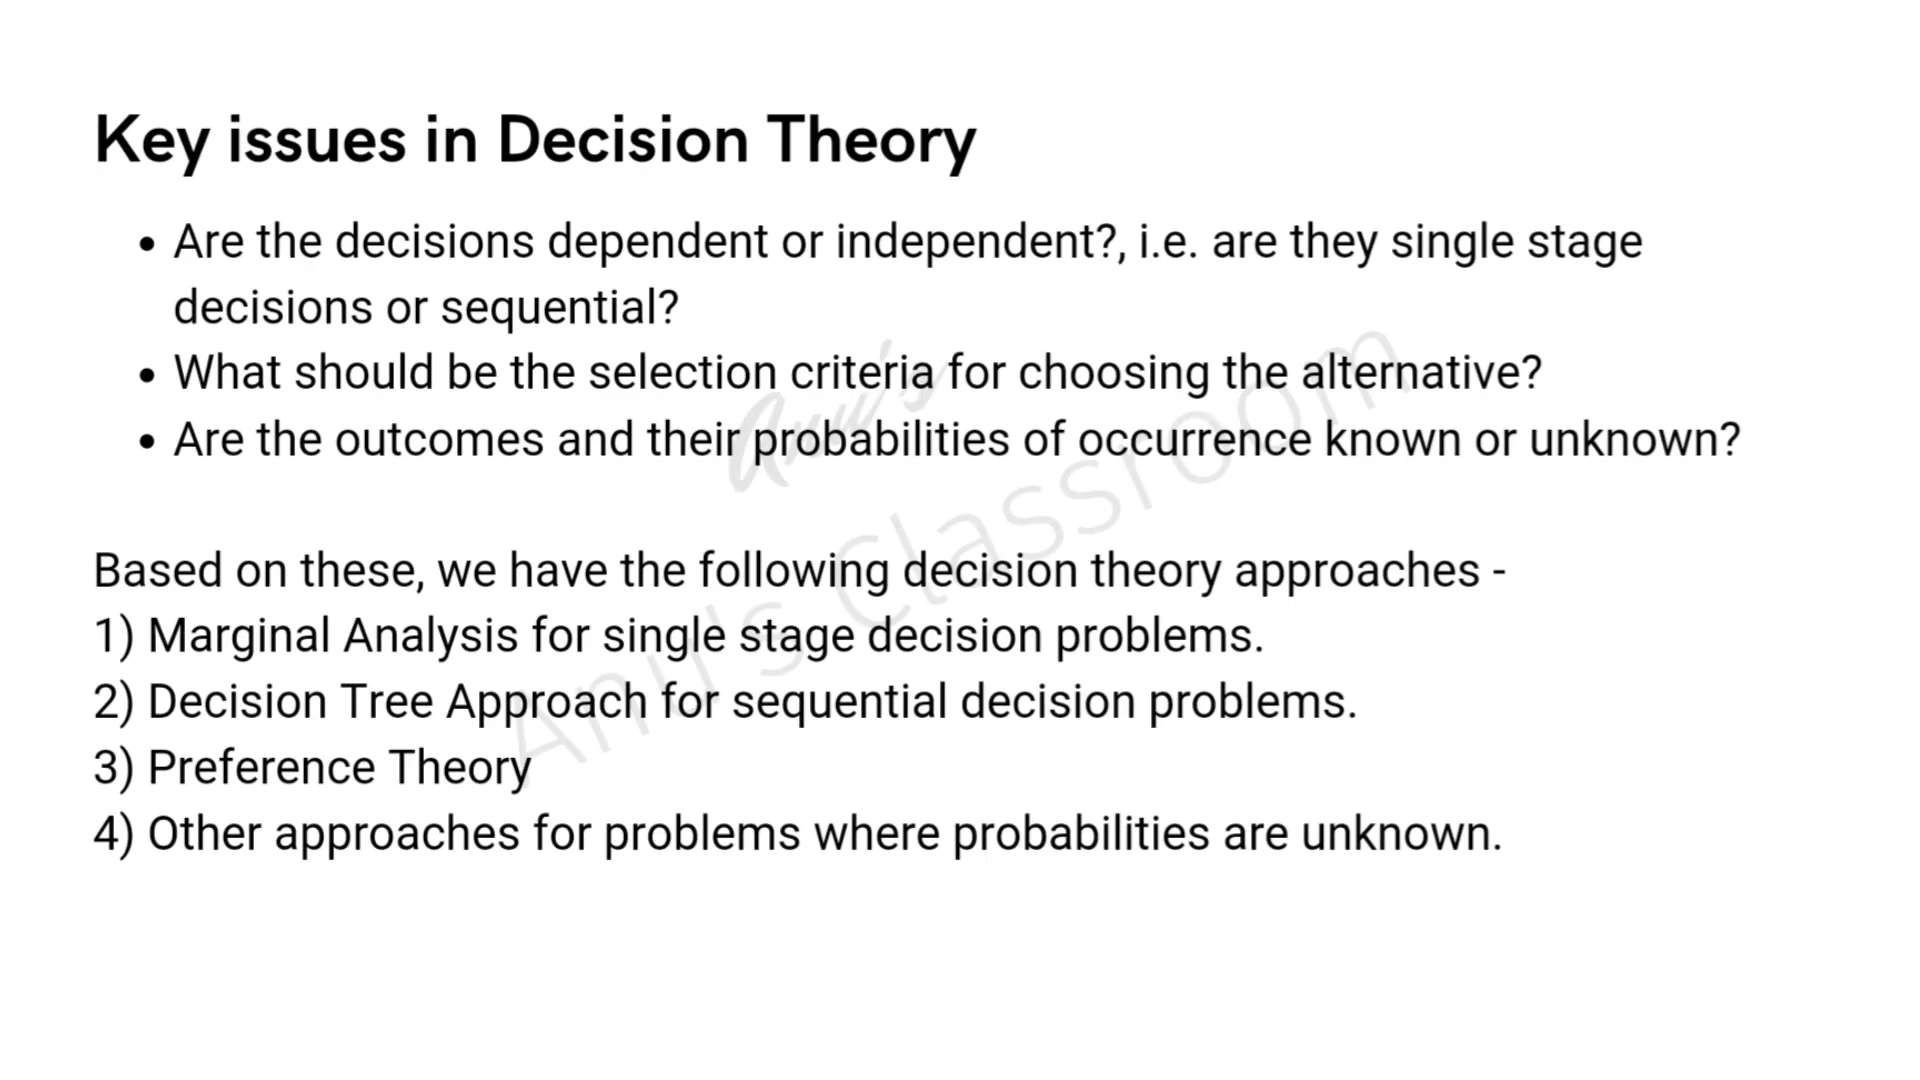 Key issues in Decision Theory
• Are the decisions dependent or independent?, i.e. are they single stage
decisions or sequential?
• What should be the selection criteria for choosing the alternative?
• Are the outcomes and their probabilities of occurrence known or unknown?
Based on these, we have the following decision theory approaches -
1) Marginal Analysis for single stage decision problems.
2) Decision Tree Approach for sequential decision problems.
3) Preference Theory
4) Other approaches for problems where probabilities are unknown.
Anu's
Anu's Classroom